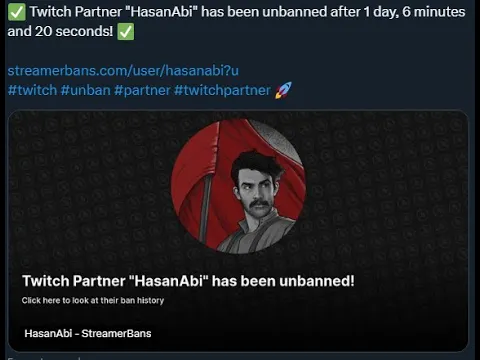 ✅ Twitch Partner "HasanAbi" has been unbanned after 1 day, 6 minutes
and 20 seconds! ✅
streamerbans.com/user/hasanabi?u
#twitch #unban #partner #twitchpartner 🚀
Twitch Partner "HasanAbi" has been unbanned!
Click here to look at their ban history
HasanAbi - StreamerBans